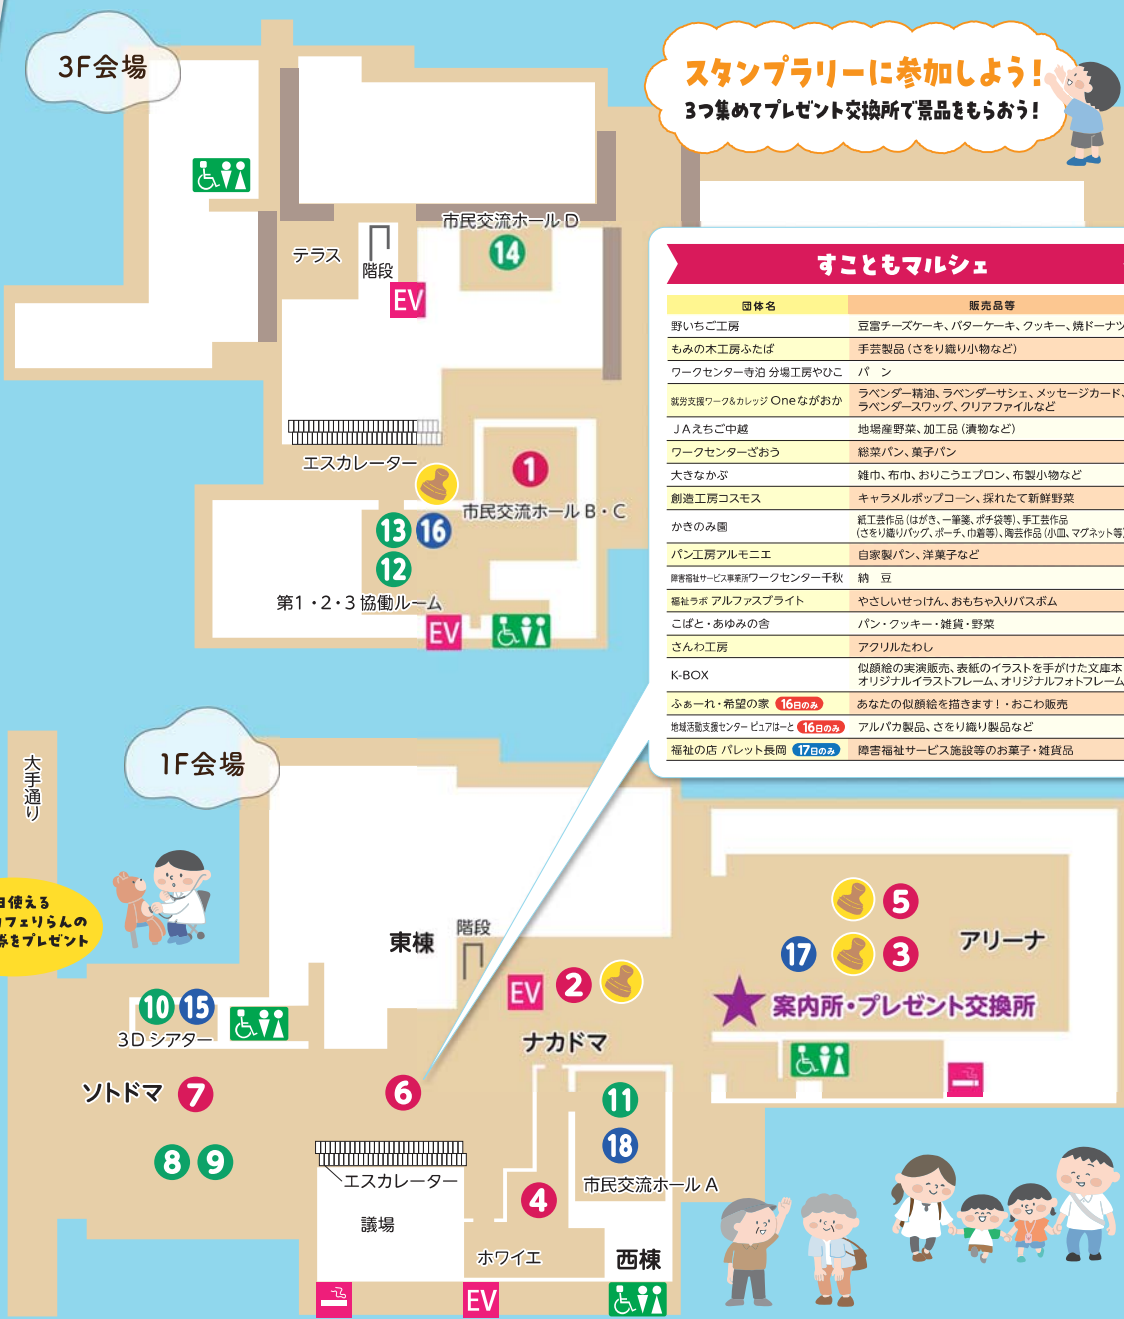 3F会場
スタンプラリーに参加しよう!
3つ集めてプレゼント交換所で景品をもらおう!
市民交流ホールD
14
テラス
階段
EV
エスカレーター
1
市民交流ホールB・C
13 16
12
第1・2・3協働ルーム
EV
すこともマルシェ
団体名 販売品等
野いちご工房 豆富チーズケーキ、バターケーキ、クッキー、焼ドーナツ
もみの木工房ふたば 手芸製品(さをり織り小物など)
ワークセンター寺泊 分場工房やひこ パ ン
就労支援ワーク&カレッジ Oneながおか ラベンダー精油、ラベンダーサシェ、メッセージカード、
ラベンダースワッグ、クリアファイルなど
JAえちご中越 地場産野菜、加工品(漬物など)
ワークセンターざおう 総菜パン、菓子パン
大きなかぶ 雑巾、布巾、おりこうエプロン、布製小物など
創造工房コスモス キャラメルポップコーン、採れたて新鮮野菜
かきのみ園 紙工芸作品(はがき、一筆箋、ポチ袋等)、手工芸作品
(さをり織りバッグ、ポーチ、巾着等)、陶芸作品(小皿、マグネット等)
パン工房アルモニエ 自家製パン、洋菓子など
障害福祉サービス事業所ワークセンター千秋 納 豆
福祉ラボ アルファスプライト やさしいせっけん、おもちゃ入りバスボム
こばと・あゆみの舎 パン・クッキー・雑貨・野菜
さんわ工房 アクリルたわし
K-BOX 似顔絵の実演販売、表紙のイラストを手がけた文庫本
オリジナルイラストフレーム、オリジナルフォトフレーム
ふぁーれ・希望の家 16日のみ あなたの似顔絵を描きます!・おこわ販売
地域活動支援センター ピュアはーと 16日のみ アルパカ製品、さをり織り製品など
福祉の店 パレット長岡 17日のみ 障害福祉サービス施設等のお菓子・雑貨品
1F会場
大手通り
日使える
カフェりらんの
券をプレゼント
東棟
階段
EV
2
ナカドマ
5
17 3
アリーナ
案内所・プレゼント交換所
10 15
3Dシアター
ソトドマ 7
6
8 9
エスカレーター
議場
11
18
市民交流ホールA
4
ホワイエ
西棟
EV